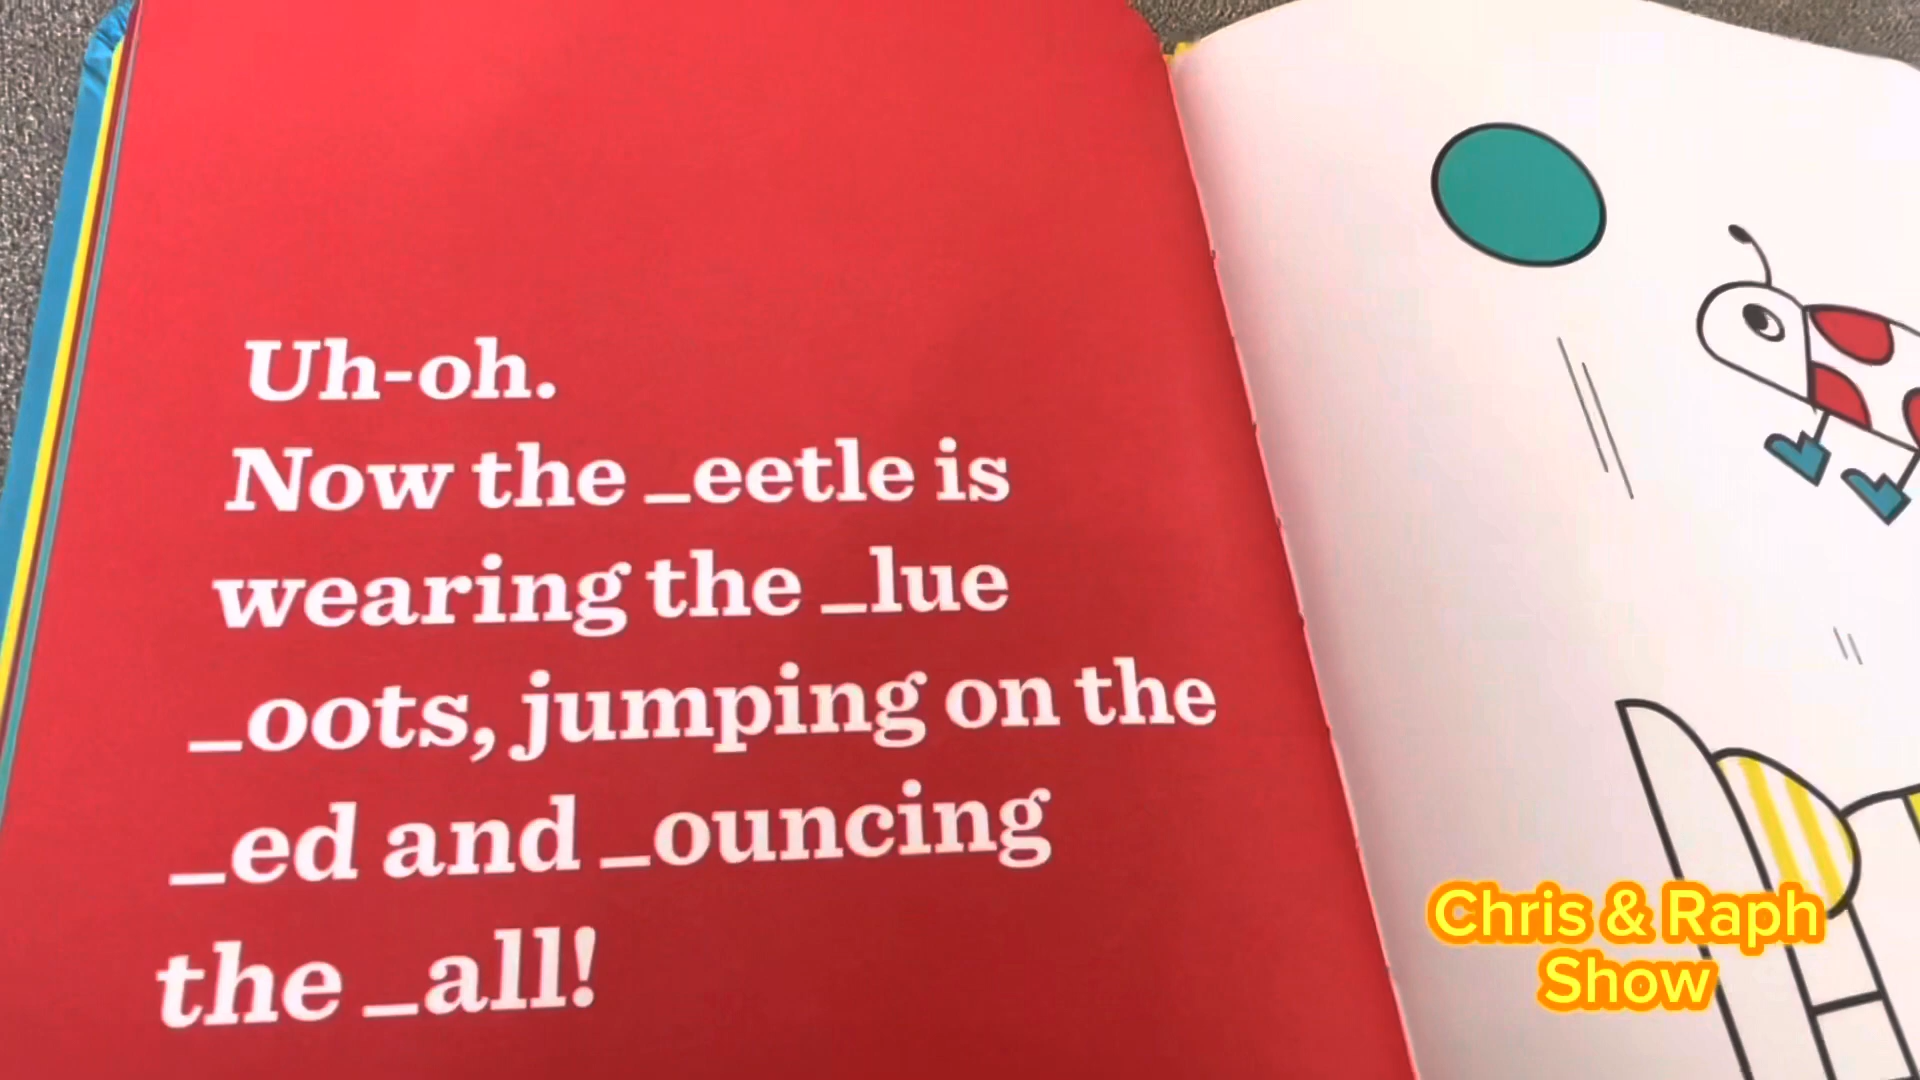 Uh-oh.
Now the _eetle is
wearing the _lue
_oots, jumping on the
_ed and _ouncing
the _all!
Chris & Raph
Show